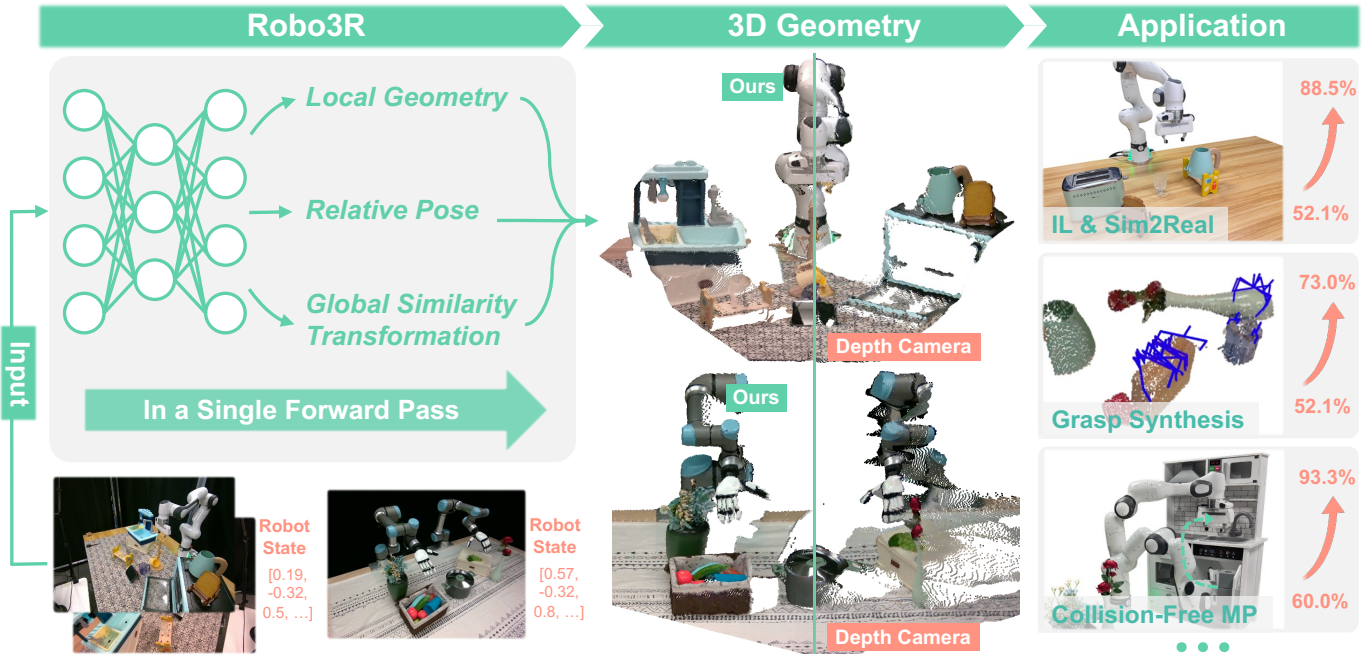 Robo3R
3D Geometry
Application
Local Geometry
Relative Pose
Global Similarity
Transformation
In a Single Forward Pass
Input
Robot
State
[0.19,
-0.32,
0.5, ...]
Robot
State
[0.57,
-0.32,
0.8, ...]
Ours
Depth Camera
Ours
Depth Camera
88.5%
52.1%
IL & Sim2Real
73.0%
52.1%
Grasp Synthesis
93.3%
60.0%
Collision-Free MP